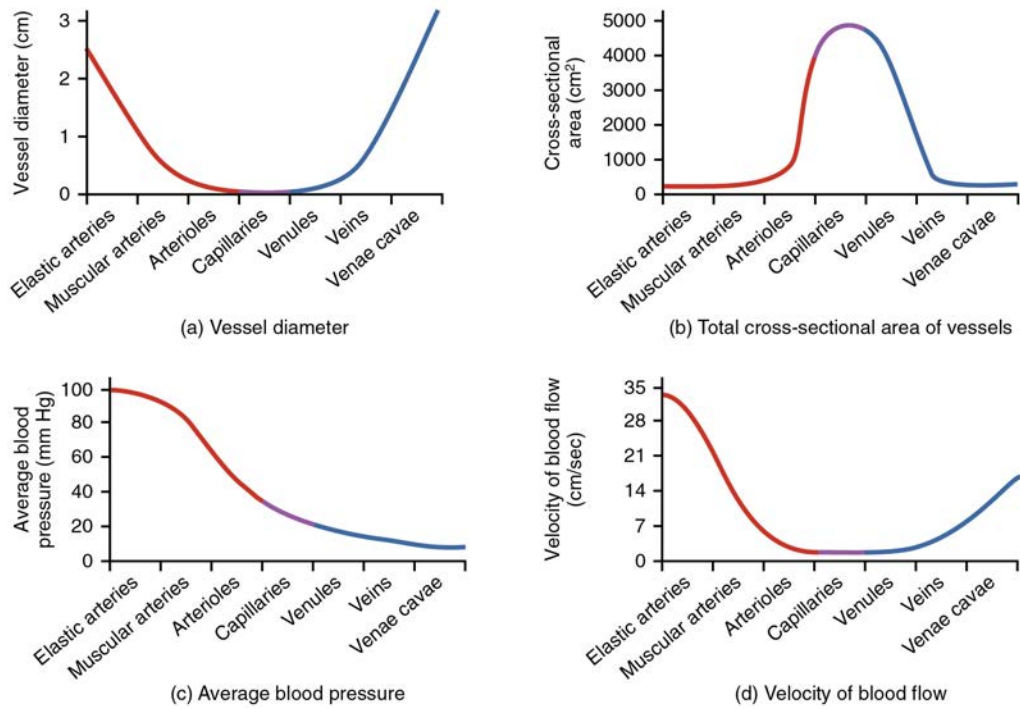 Vessel diameter (cm)
3
2
1
0
Elastic arteries
Muscular arteries
Arterioles
Capillaries
Venules
Veins
Venae cavae
(a) Vessel diameter
Cross-sectional
area (cm²)
5000
4000
3000
2000
1000
0
Elastic arteries
Muscular arteries
Arterioles
Capillaries
Venules
Veins
Venae cavae
(b) Total cross-sectional area of vessels
Average blood
pressure (mm Hg)
100
80
60
40
20
0
Elastic arteries
Muscular arteries
Arterioles
Capillaries
Venules
Veins
Venae cavae
(c) Average blood pressure
Velocity of blood flow
(cm/sec)
35
28
21
14
7
0
Elastic arteries
Muscular arteries
Arterioles
Capillaries
Venules
Veins
Venae cavae
(d) Velocity of blood flow